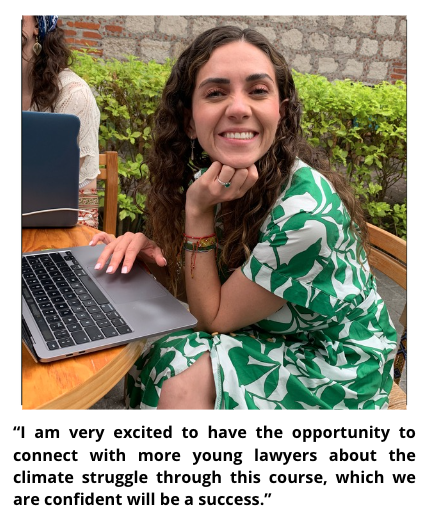 “I am very excited to have the opportunity to
connect with more young lawyers about the
climate struggle through this course, which we
are confident will be a success.”